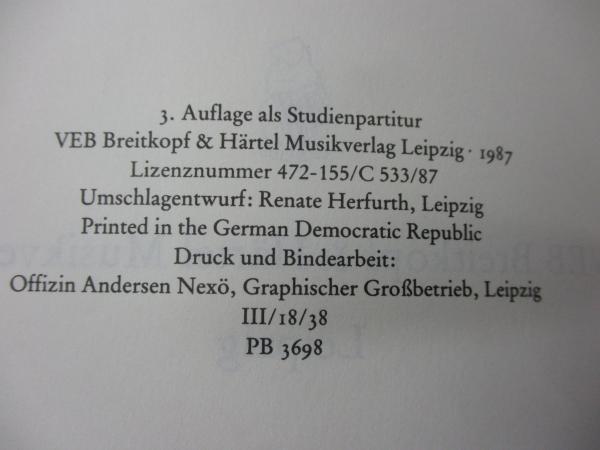 3. Auflage als Studienpartitur
VEB Breitkopf & Härtel Musikverlag Leipzig · 1987
Lizenznummer 472-155/C 533/87
Umschlagentwurf: Renate Herfurth, Leipzig
Printed in the German Democratic Republic
Druck und Bindearbeit:
Offizin Andersen Nexö, Graphischer Großbetrieb, Leipzig
III/18/38
PB 3698